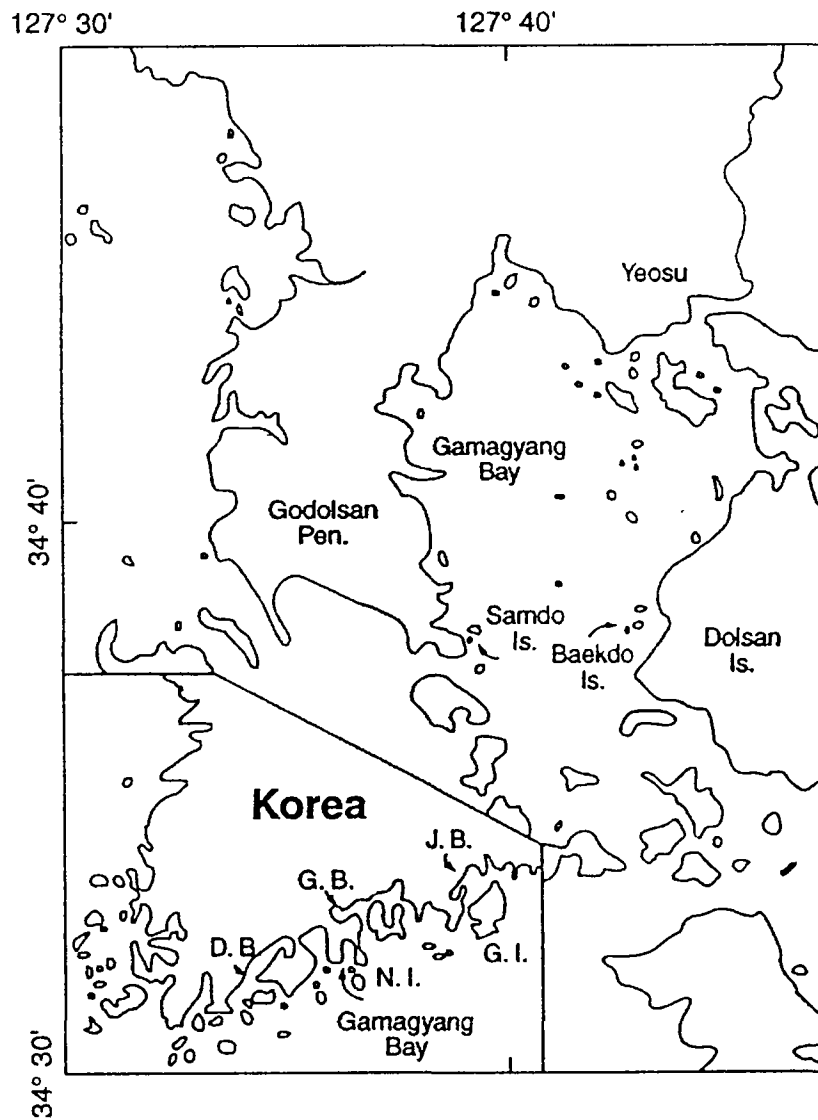 127° 30'
127° 40'
Yeosu
Gamagyang
Bay
34° 40'
Godolsan
Pen.
Samdo
Is.
Baekdo
Is.
Dolsan
Is.
Korea
J. B.
G. B.
D. B
G. I.
N. I.
Gamagyang
Bay
34° 30'